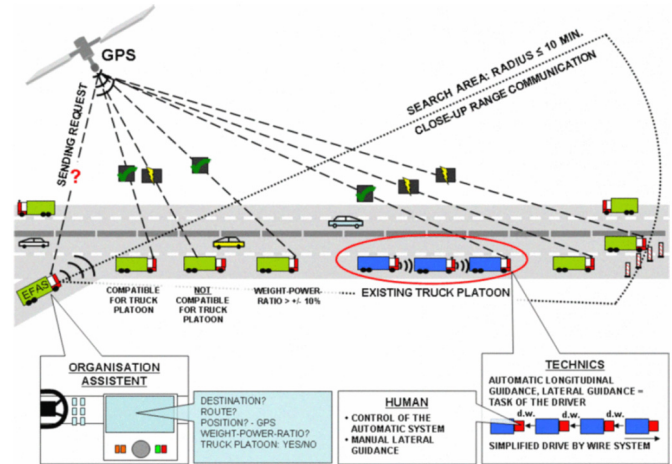 GPS
SENDING REQUEST
?
SEARCH AREA: RADIUS ≤ 10 MIN.
CLOSE-UP RANGE COMMUNICATION
EFAS
COMPATIBLE
FOR TRUCK
PLATOON
NOT
COMPATIBLE
FOR TRUCK
PLATOON
WEIGHT-POWER-
RATIO > +/- 10%
EXISTING TRUCK PLATOON
ORGANISATION
ASSISTENT
DESTINATION?
ROUTE?
POSITION? - GPS
WEIGHT-POWER-RATIO?
TRUCK PLATOON: YES/NO
HUMAN
• CONTROL OF THE
AUTOMATIC SYSTEM
• MANUAL LATERAL
GUIDANCE
TECHNICS
AUTOMATIC LONGITUDINAL
GUIDANCE, LATERAL GUIDANCE =
TASK OF THE DRIVER
d.w. d.w. d.w.
SIMPLIFIED DRIVE BY WIRE SYSTEM